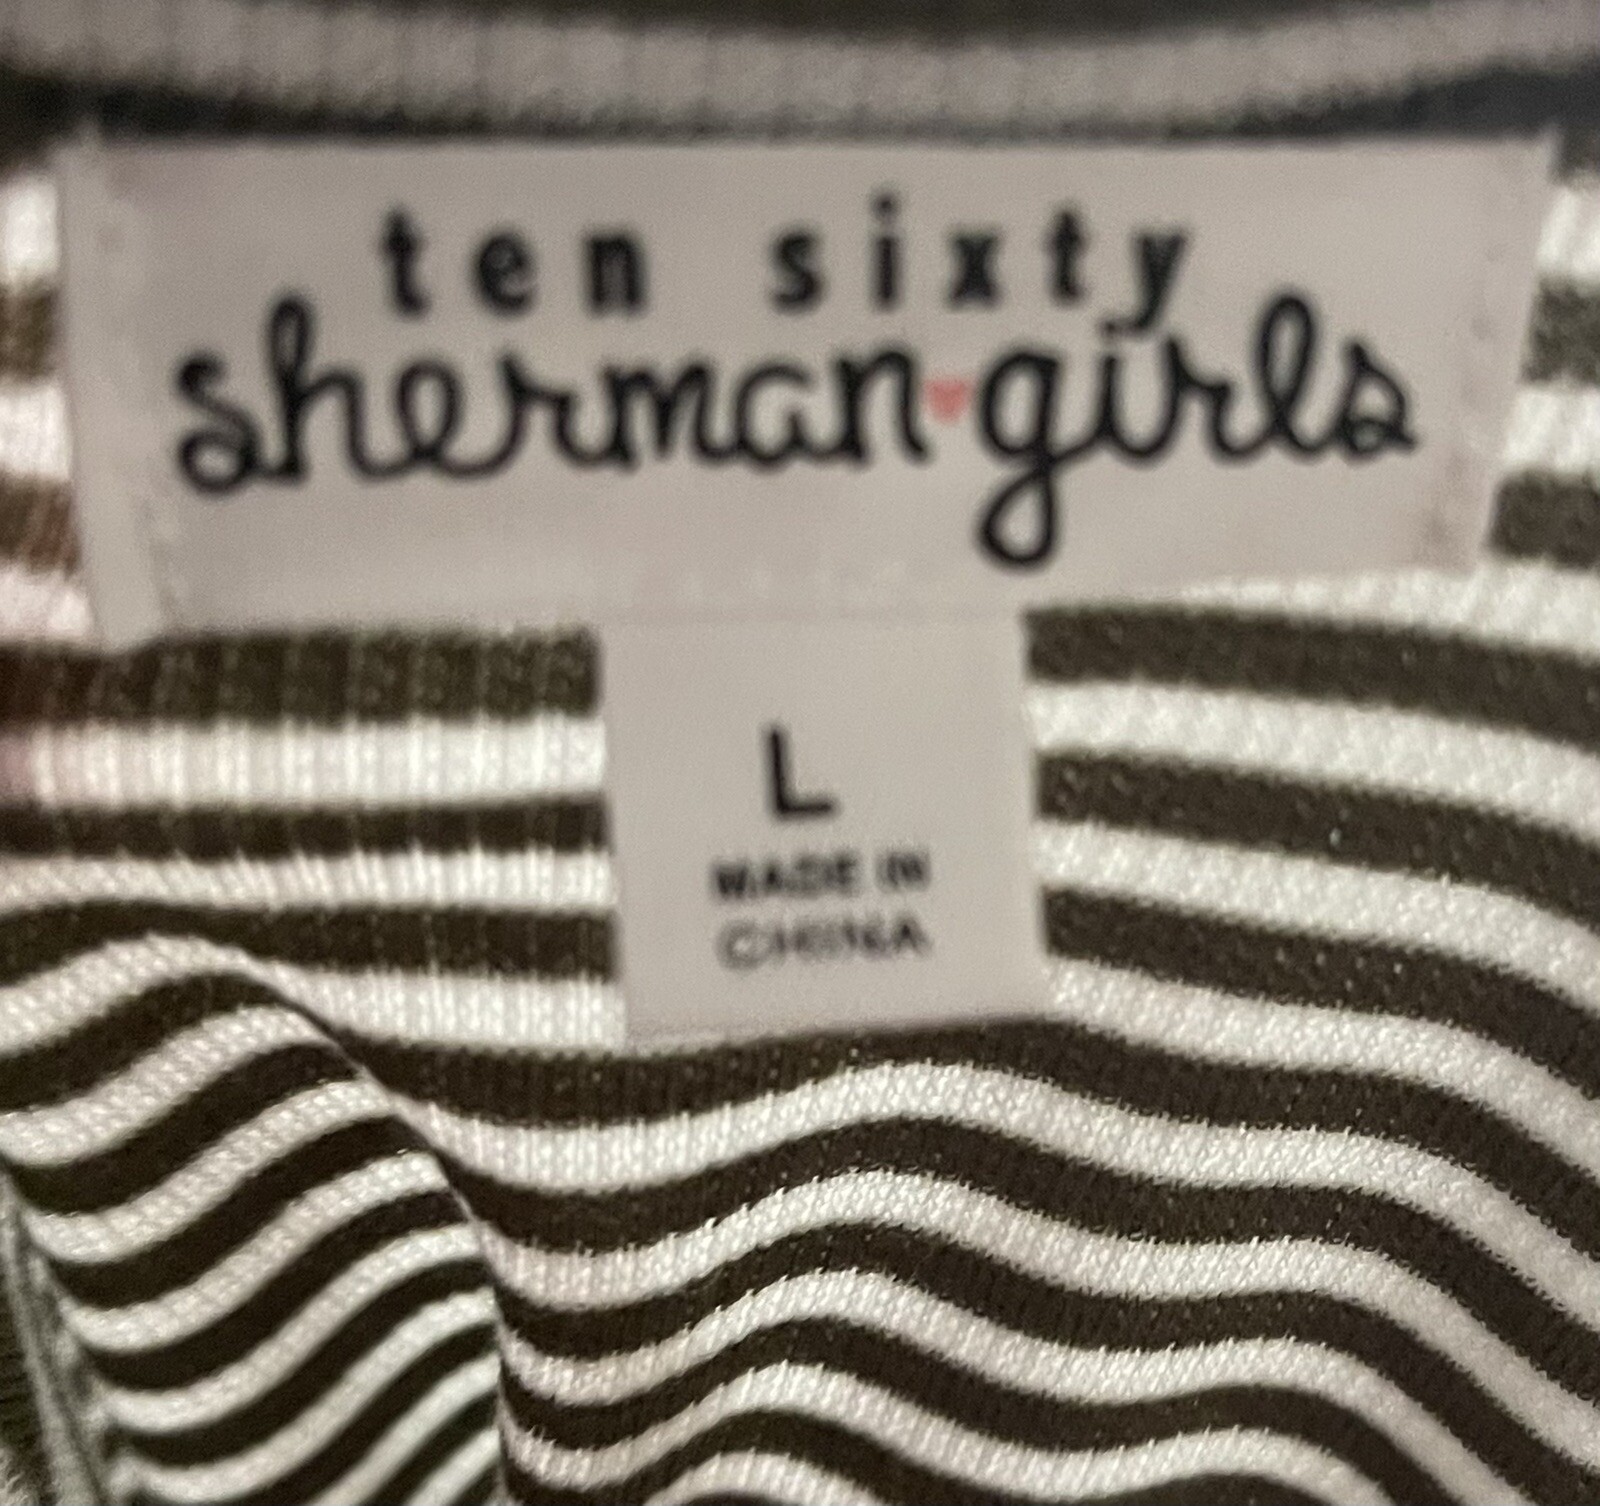 ten sixty
sherman girls
L
MADE IN
CHINA